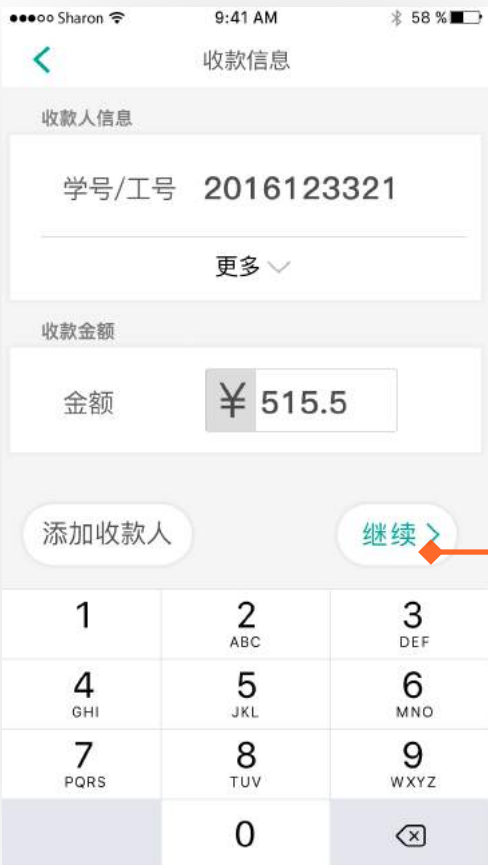 Sharon 9:41 AM 58 %
收款信息
收款人信息
学号/工号 2016123321
更多
收款金额
金额 ¥ 515.5
添加收款人 继续
1 2 3
ABC DEF
4 5 6
GHI JKL MNO
7 8 9
PQRS TUV WXYZ
0